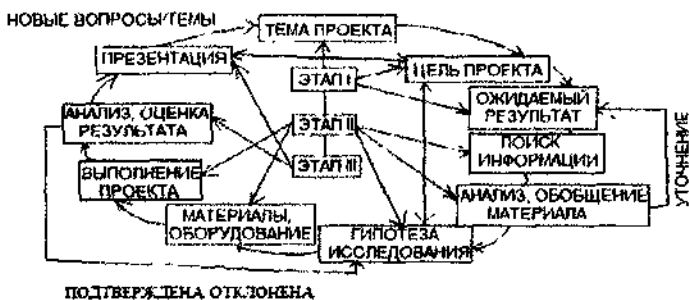 НОВЫЕ ВОПРОСЫ/ТЕМЫ
ТЕМА ПРОЕКТА
ПРЕЗЕНТАЦИЯ
ЭТАП I
ЦЕЛЬ ПРОЕКТА
АНАЛИЗ, ОЦЕНКА
РЕЗУЛЬТАТА
ЭТАП II
ОЖИДАЕМЫЙ
РЕЗУЛЬТАТ
ЭТАП III
ПОИСК
ИНФОРМАЦИИ
УТОЧНЕНИЕ
ВЫПОЛНЕНИЕ
ПРОЕКТА
АНАЛИЗ, ОБОБЩЕНИЕ
МАТЕРИАЛА
МАТЕРИАЛЫ,
ОБОРУДОВАНИЕ
ГИПОТЕЗА
ИССЛЕДОВАНИЯ
ПОДТВЕРЖДЕНА, ОТКЛОНЕНА